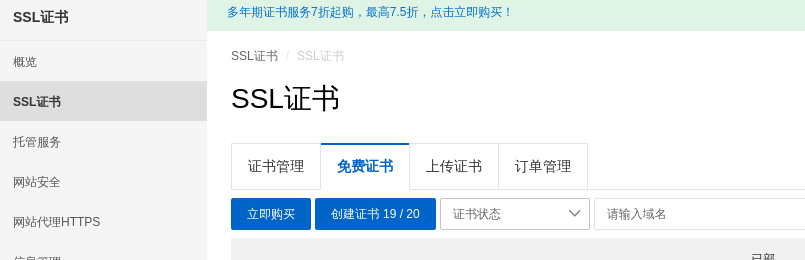 SSL证书
概览
SSL证书
托管服务
网站安全
网站代理HTTPS
多年期证书服务7折起购，最高7.5折，点击立即购买！
SSL证书 / SSL证书
SSL证书
证书管理 免费证书 上传证书 订单管理
立即购买 创建证书 19 / 20 证书状态 请输入域名
已部